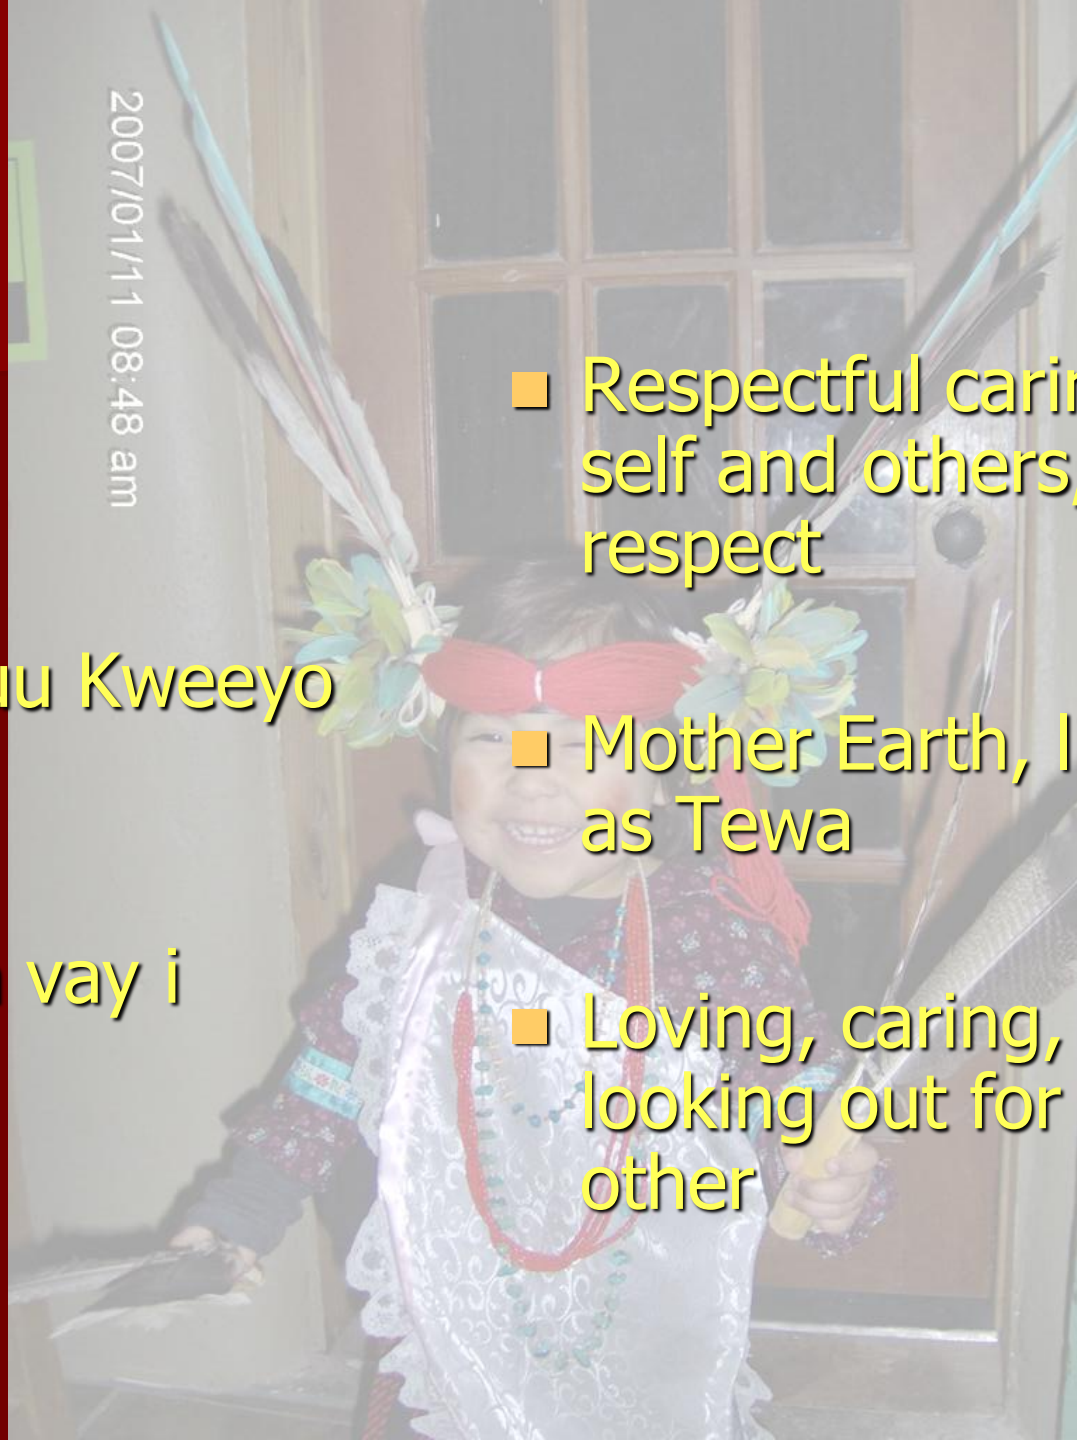 2007/01/11 08:48 am
Respectful
self and others,
respect
Kweeyo
Mother Earth,
as Tewa
vay i
Loving, caring,
looking out for
other